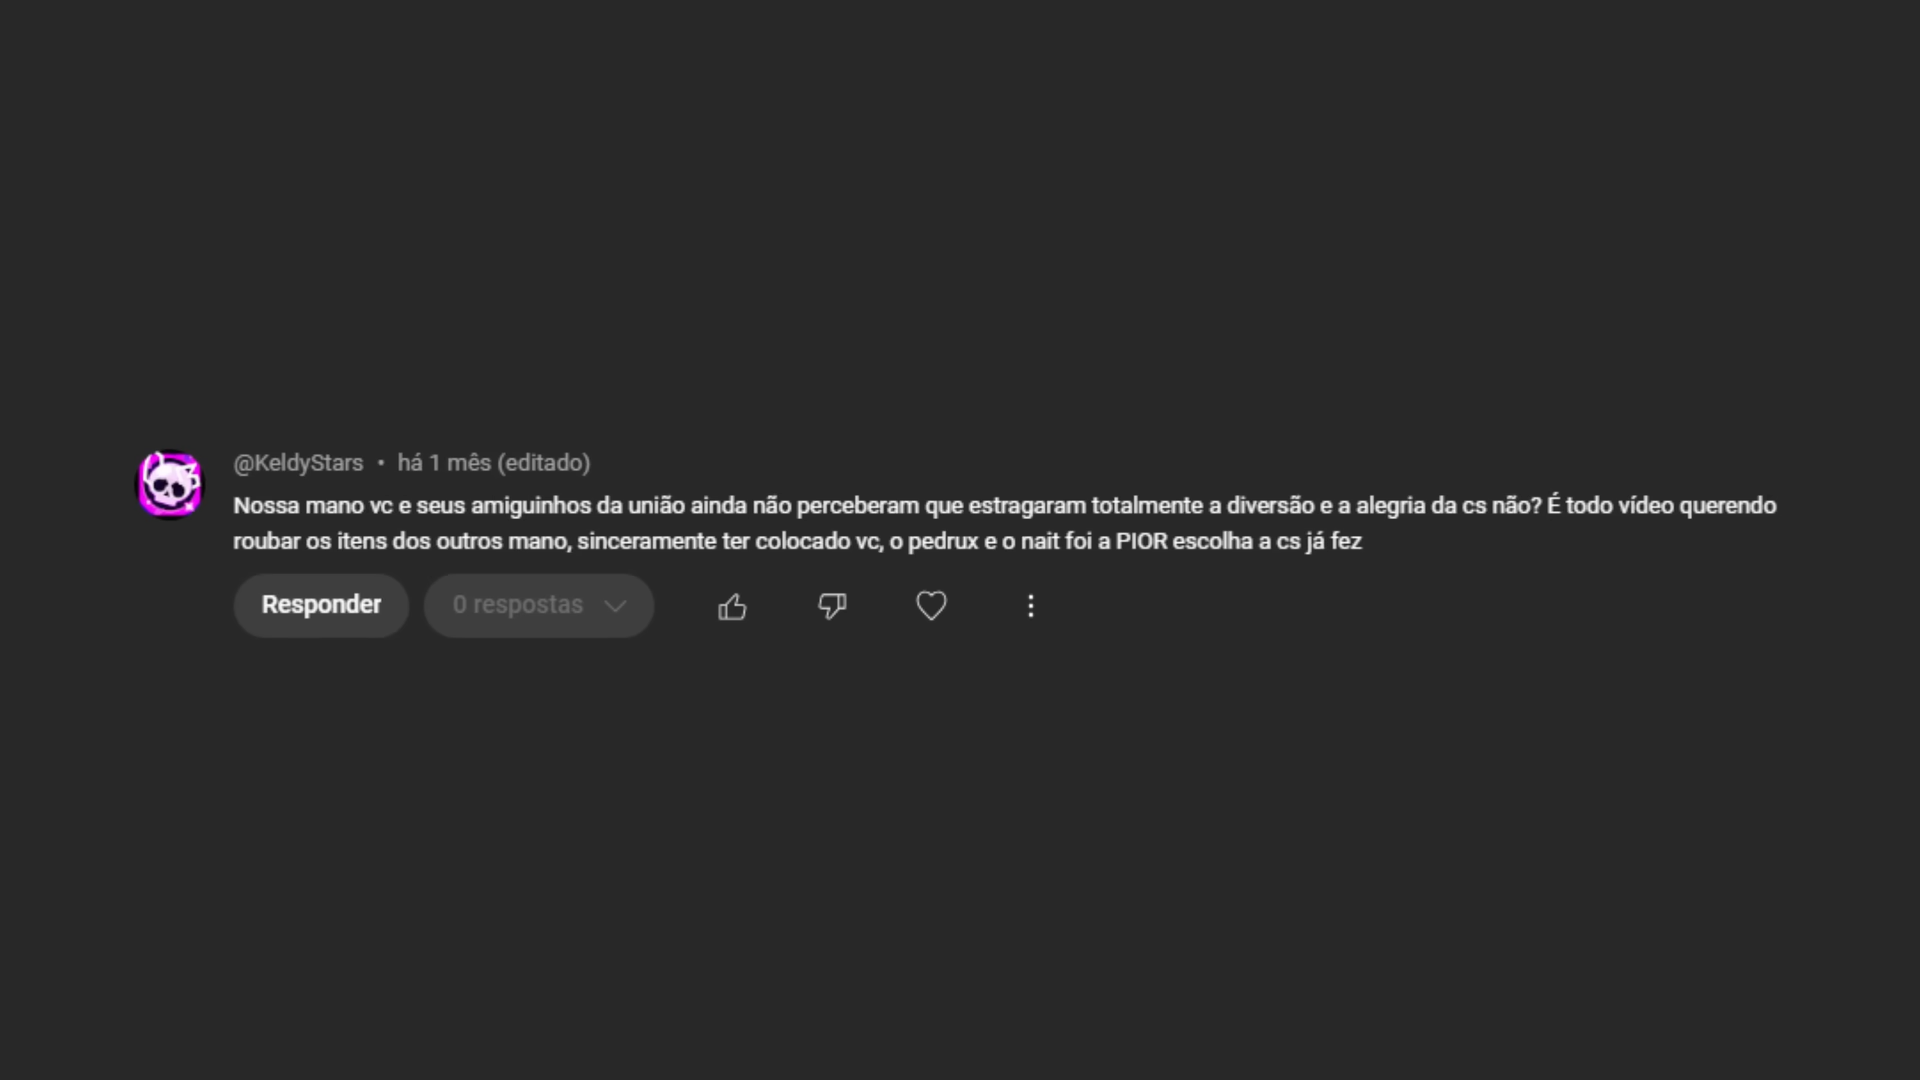 @KeldyStars • há 1 mês (editado)
Nossa mano vc e seus amiguinhos da união ainda não perceberam que estragaram totalmente a diversão e a alegria da cs não? É todo vídeo querendo
roubar os itens dos outros mano, sinceramente ter colocado vc, o pedrux e o nait foi a PIOR escolha a cs já fez
Responder 0 respostas